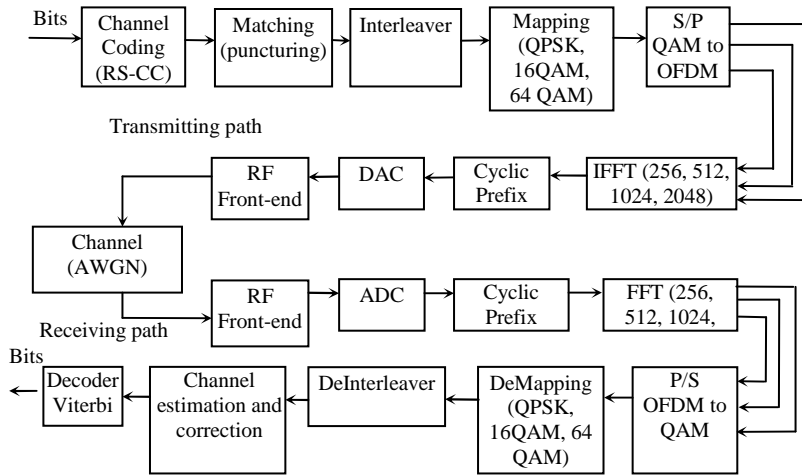 Bits
Channel
Coding
(RS-CC)
Matching
(puncturing)
Interleaver
Mapping
(QPSK,
16QAM,
64 QAM)
S/P
QAM to
OFDM
Transmitting path
RF
Front-end
DAC
Cyclic
Prefix
IFFT (256, 512,
1024, 2048)
Channel
(AWGN)
RF
Front-end
ADC
Cyclic
Prefix
FFT (256,
512, 1024,
Receiving path
Bits
Decoder
Viterbi
Channel
estimation and
correction
DeInterleaver
DeMapping
(QPSK,
16QAM, 64
QAM)
P/S
OFDM to
QAM